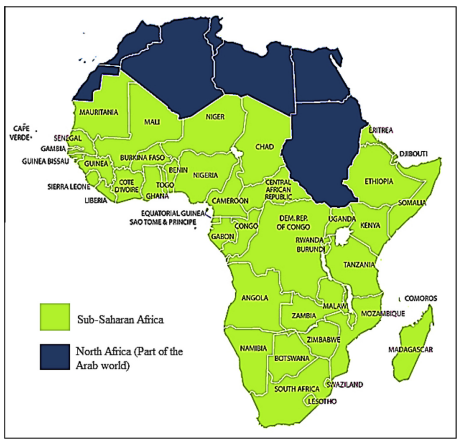 MAURITANIA
MALI
NIGER
CHAD
ERITREA
CAPE
VERDE
SENEGAL
GAMBIA
GUINEA BISSAU
GUINEA
BURKINA FASO
BENIN
NIGERIA
DJIBOUTI
ETHIOPIA
SOMALIA
SIERRA LEONE
LIBERIA
COTE
DIVOIRE
TOGO
GHANA
CAMEROON
CENTRAL
AFRICAN
REPUBLIC
EQUATORIAL GUINEA
SAO TOME & PRINCIPE
GABON
CONGO
DEM. REP.
OF CONGO
UGANDA
KENYA
RWANDA
BURUNDI
TANZANIA
COMOROS
ANGOLA
ZAMBIA
MALAWI
MOZAMBIQUE
ZIMBABWE
MADAGASCAR
NAMIBIA
BOTSWANA
SWAZILAND
SOUTH AFRICA
LESOTHO
Sub-Saharan Africa
North Africa (Part of the
Arab world)